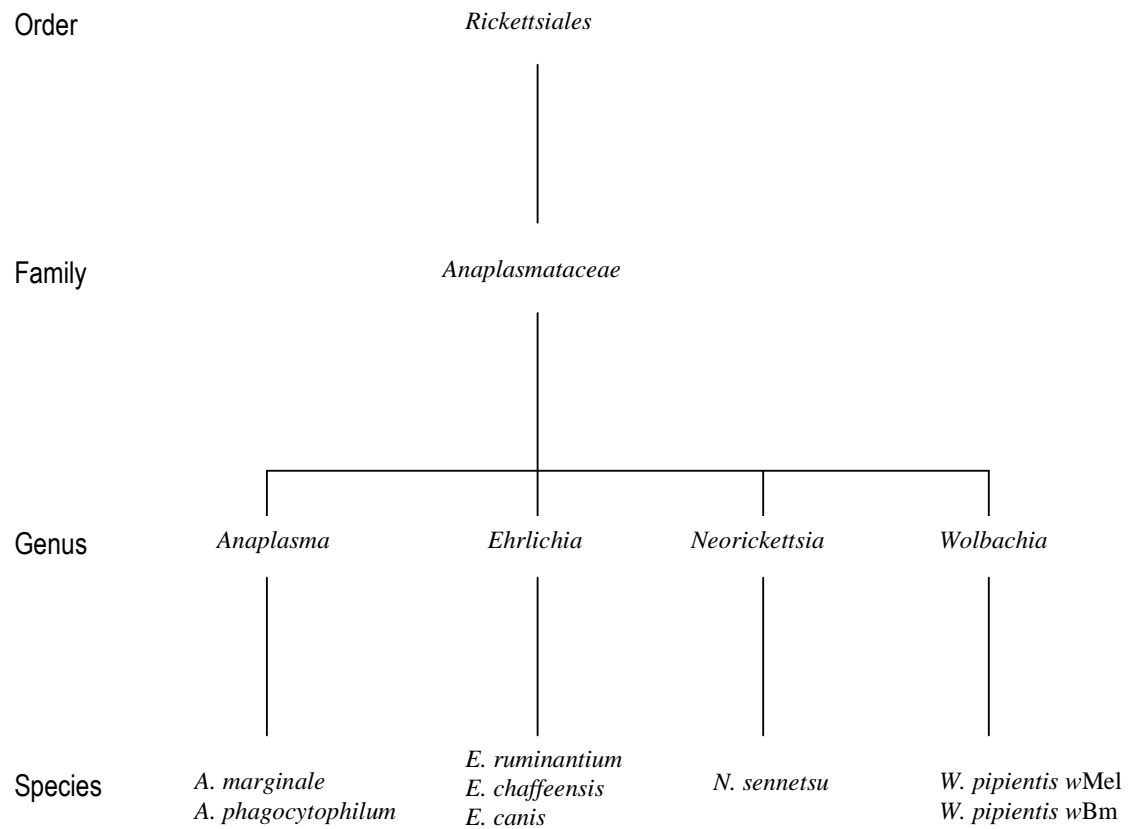 Order
Rickettsiales
Family
Anaplasmataceae
Genus
Anaplasma
Ehrlichia
Neorickettsia
Wolbachia
Species
A. marginale
A. phagocytophilum
E. ruminantium
E. chaffeensis
E. canis
N. sennetsu
W. pipientis wMel
W. pipientis wBm